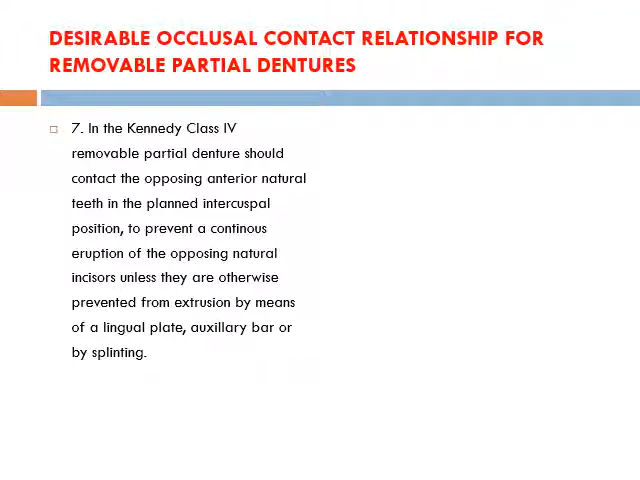 DESIRABLE OCCLUSAL CONTACT RELATIONSHIP FOR
REMOVABLE PARTIAL DENTURES
7. In the Kennedy Class IV
removable partial denture should
contact the opposing anterior natural
teeth in the planned intercuspal
position, to prevent a continous
eruption of the opposing natural
incisors unless they are otherwise
prevented from extrusion by means
of a lingual plate, auxillary bar or
by splinting.